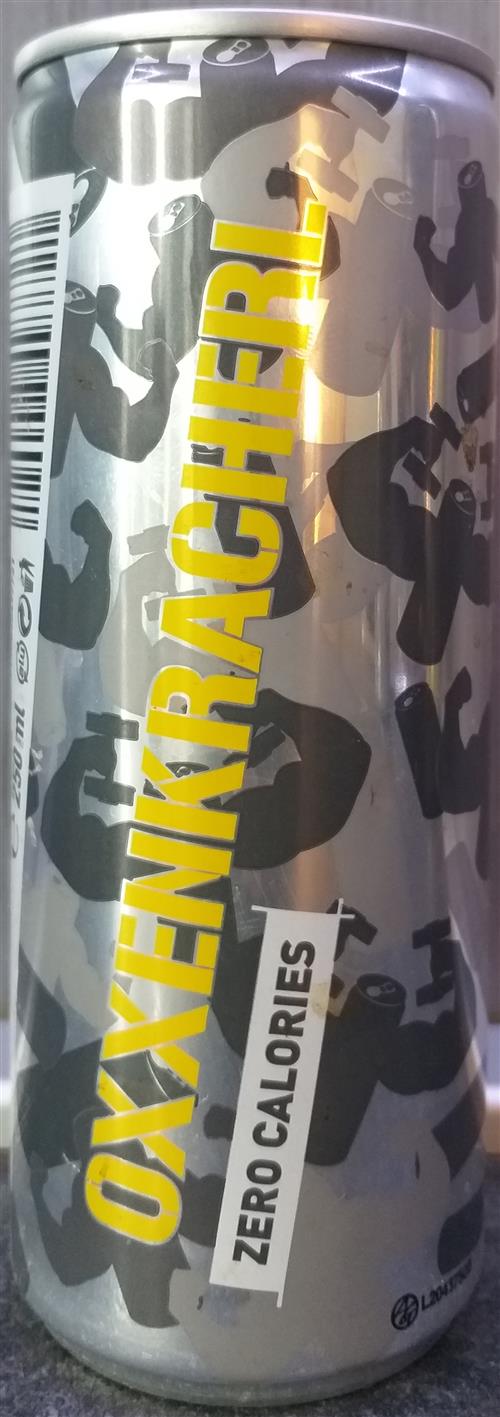 OXXENKRACHERL
ZERO CALORIES
250 ml